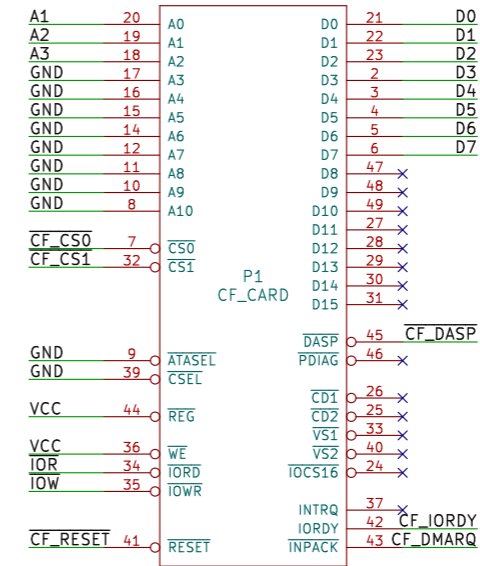 A1 20 A0 D0 21 D0
A2 19 A1 D1 22 D1
A3 18 A2 D2 23 D2
GND 17 A3 D3 2 D3
GND 16 A4 D4 3 D4
GND 15 A5 D5 4 D5
GND 14 A6 D6 5 D6
GND 12 A7 D7 6 D7
GND 11 A8 D8 47
GND 10 A9 D9 48
GND 8 A10 D10 49
D11 27
CF_CS0 7 CS0 D12 28
CF_CS1 32 CS1 D13 29
P1 D14 30
CF_CARD D15 31
DASP 45 CF_DASP
GND 9 ATASEL PDIAG 46
GND 39 CSEL
CD1 26
VCC 44 REG CD2 25
VS1 33
VCC 36 WE VS2 40
IOR 34 IORD IOCS16 24
IOW 35 IOWR
INTRQ 37
IORDY 42 CF_IORDY
CF_RESET 41 RESET INPACK 43 CF_DMARQ